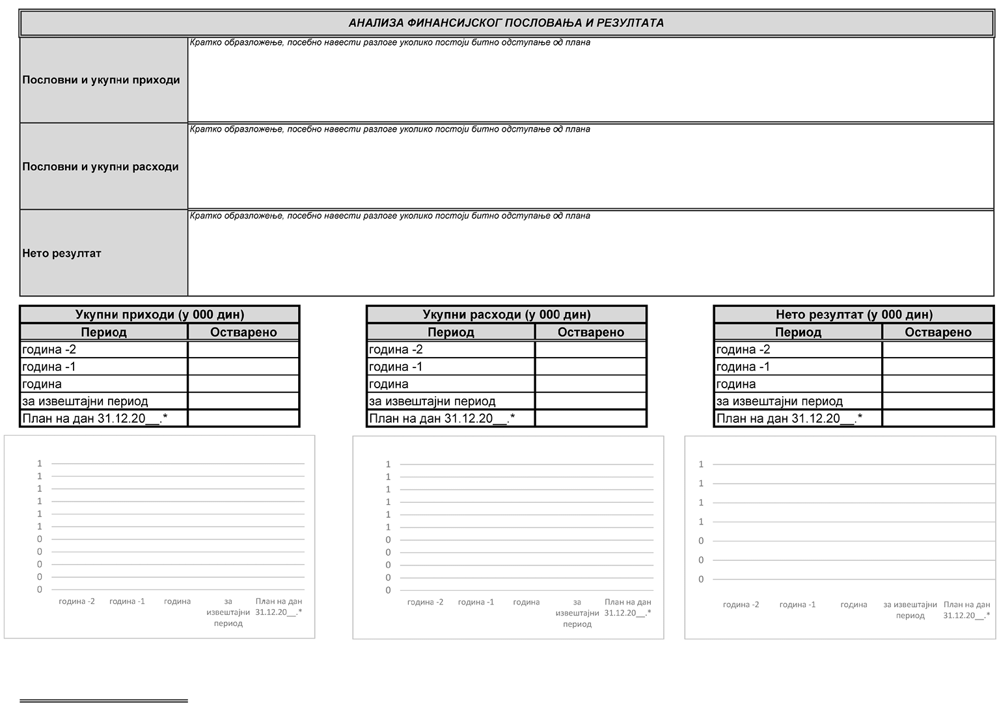 АНАЛИЗА ФИНАНСИЈСКОГ ПОСЛОВАЊА И РЕЗУЛТАТА
Пословни и укупни приходи
Кратко образложење, посебно навести разлоге уколико постоји битно одступање од плана
Пословни и укупни расходи
Кратко образложење, посебно навести разлоге уколико постоји битно одступање од плана
Нето резултат
Кратко образложење, посебно навести разлоге уколико постоји битно одступање од плана
Укупни приходи (у 000 дин)
Период Остварено
година -2
година -1
година
за извештајни период
План на дан 31.12.20__.*
Укупни расходи (у 000 дин)
Период Остварено
година -2
година -1
година
за извештајни период
План на дан 31.12.20__.*
Нето резултат (у 000 дин)
Период Остварено
година -2
година -1
година
за извештајни период
План на дан 31.12.20__.*
1
1
1
1
1
1
0
0
0
0
0
година -2
година -1
година
за
извештајни
период
План на дан
31.12.20__.*
1
1
1
1
1
1
0
0
0
0
0
година -2
година -1
година
за
извештајни
период
План на дан
31.12.20__.*
1
1
1
1
0
0
0
година -2
година -1
година
за извештајни
период
План на дан
31.12.20__.*